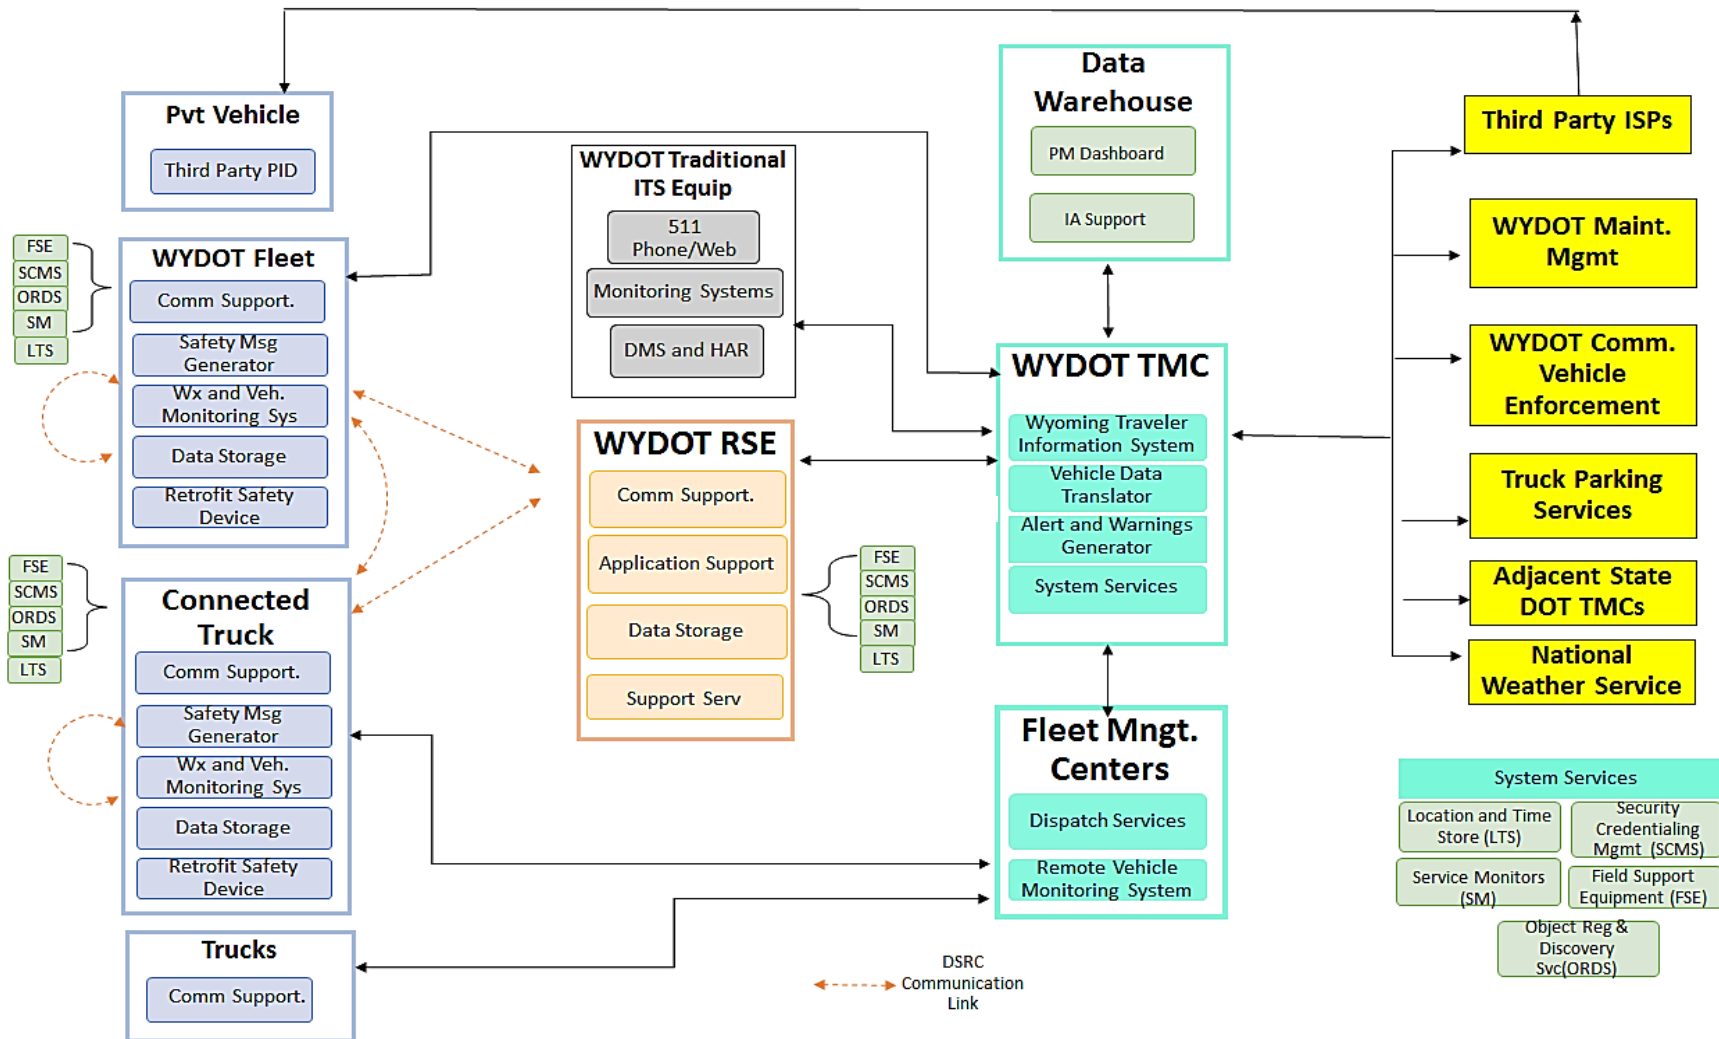 Pvt Vehicle
Third Party PID
FSE
SCMS
ORDS
SM
LTS
WYDOT Fleet
Comm Support.
Safety Msg
Generator
Wx and Veh.
Monitoring Sys
Data Storage
Retrofit Safety
Device
FSE
SCMS
ORDS
SM
LTS
Connected
Truck
Comm Support.
Safety Msg
Generator
Wx and Veh.
Monitoring Sys
Data Storage
Retrofit Safety
Device
Trucks
Comm Support.
WYDOT Traditional
ITS Equip
511
Phone/Web
Monitoring Systems
DMS and HAR
WYDOT RSE
Comm Support.
Application Support
Data Storage
Support Serv
FSE
SCMS
ORDS
SM
LTS
Data
Warehouse
PM Dashboard
IA Support
WYDOT TMC
Wyoming Traveler
Information System
Vehicle Data
Translator
Alert and Warnings
Generator
System Services
Fleet Mngt.
Centers
Dispatch Services
Remote Vehicle
Monitoring System
DSRC
Communication
Link
Third Party ISPs
WYDOT Maint.
Mgmt
WYDOT Comm.
Vehicle
Enforcement
Truck Parking
Services
Adjacent State
DOT TMCs
National
Weather Service
System Services
Location and Time
Store (LTS)
Security
Credentialing
Mgmt (SCMS)
Service Monitors
(SM)
Field Support
Equipment (FSE)
Object Reg &
Discovery
Svc(ORDS)